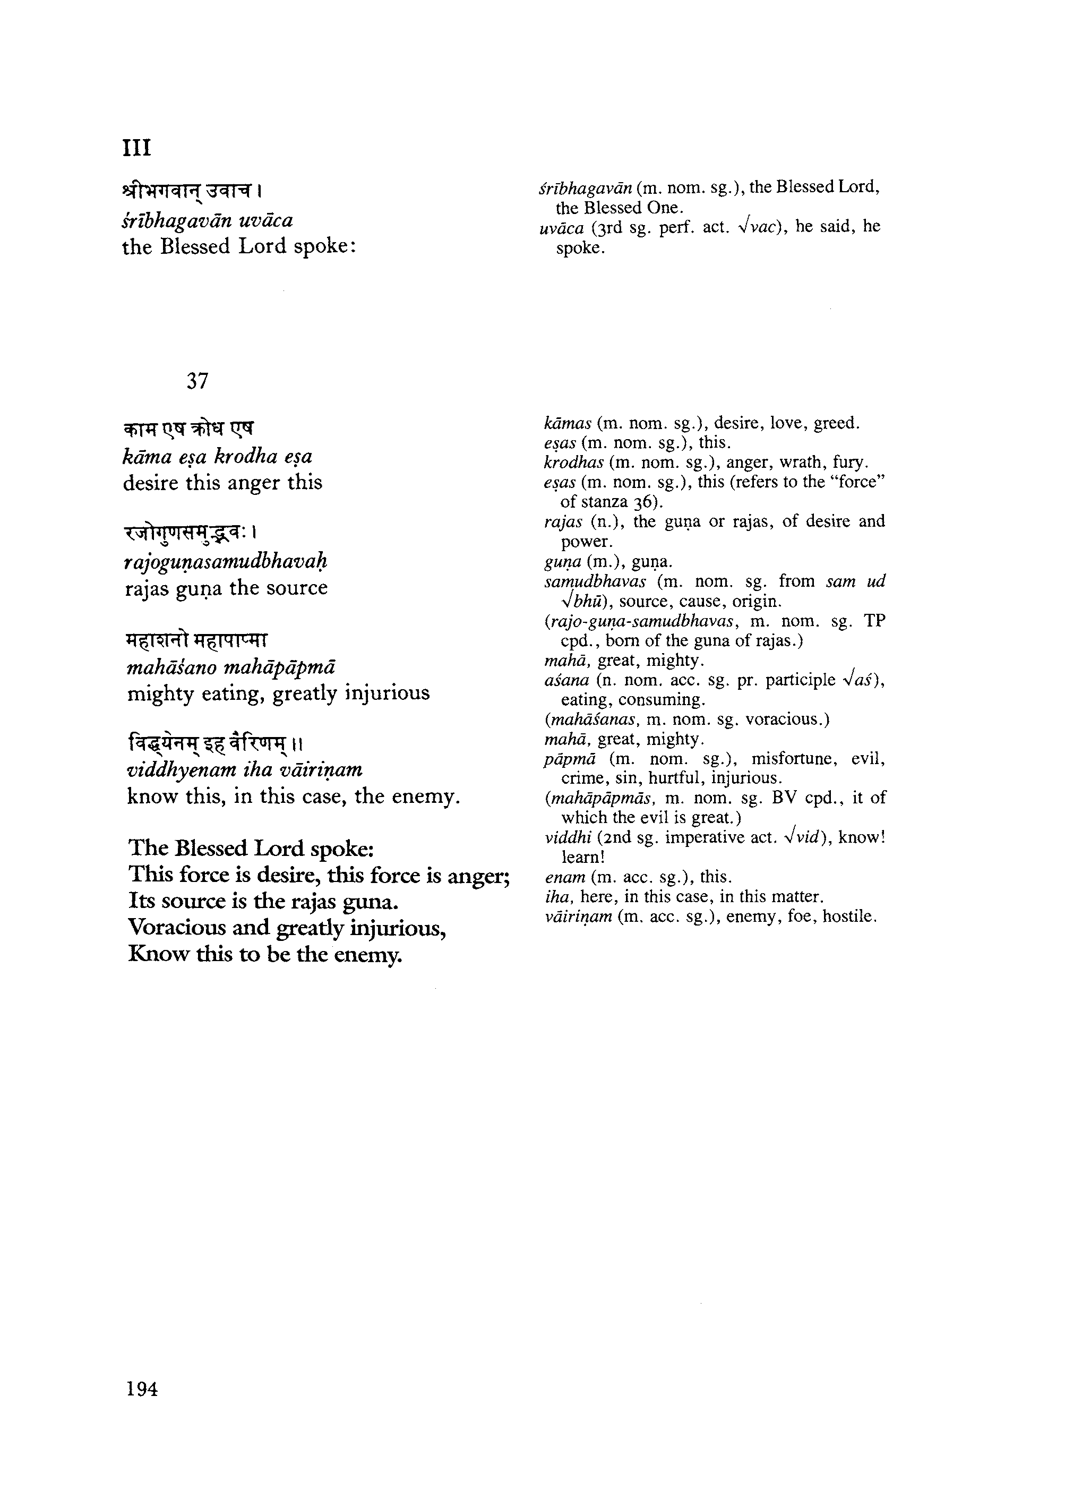 III
श्रीभगवान् उवाच ।
śrībhagavān uvāca
the Blessed Lord spoke:
śrībhagavān (m. nom. sg.), the Blessed Lord,
the Blessed One.
uvāca (3rd sg. perf. act. √vac), he said, he
spoke.
37
काम एष क्रोध एष
kāma eṣa krodha eṣa
desire this anger this
रजोगुणसमुद्भवः ।
rajoguṇasamudbhavaḥ
rajas guṇa the source
महाशनो महापाप्मा
mahāśano mahāpāpmā
mighty eating, greatly injurious
विद्ध्येनम् इह वैरिणम् ॥
viddhyenam iha vāiriṇam
know this, in this case, the enemy.
The Blessed Lord spoke:
This force is desire, this force is anger;
Its source is the rajas guna.
Voracious and greatly injurious,
Know this to be the enemy.
kāmas (m. nom. sg.), desire, love, greed.
eṣas (m. nom. sg.), this.
krodhas (m. nom. sg.), anger, wrath, fury.
eṣas (m. nom. sg.), this (refers to the “force”
of stanza 36).
rajas (n.), the guṇa or rajas, of desire and
power.
guṇa (m.), guṇa.
samudbhavas (m. nom. sg. from sam ud
√bhū), source, cause, origin.
(rajo-guṇa-samudbhavas, m. nom. sg. TP
cpd., born of the guna of rajas.)
mahā, great, mighty.
aśana (n. nom. acc. sg. pr. participle √aś),
eating, consuming.
(mahāśanas, m. nom. sg. voracious.)
mahā, great, mighty.
pāpmā (m. nom. sg.), misfortune, evil,
crime, sin, hurtful, injurious.
(mahāpāpmās, m. nom. sg. BV cpd., it of
which the evil is great.)
viddhi (2nd sg. imperative act. √vid), know!
learn!
enam (m. acc. sg.), this.
iha, here, in this case, in this matter.
vāiriṇam (m. acc. sg.), enemy, foe, hostile.
194